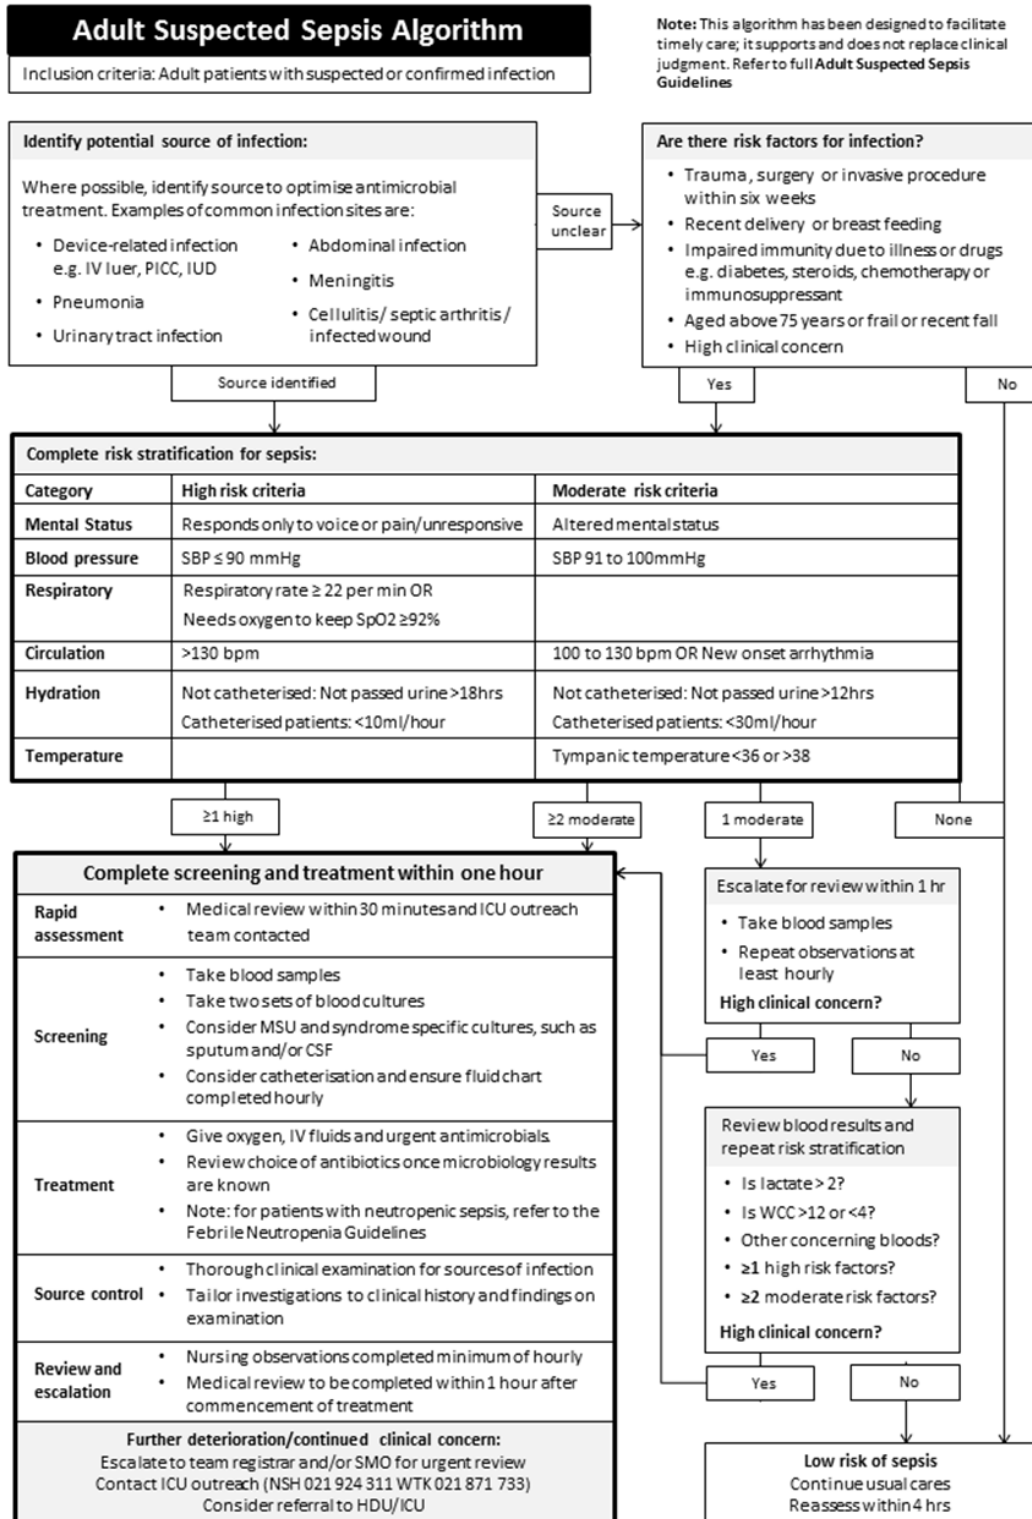 Adult Suspected Sepsis Algorithm
Inclusion criteria: Adult patients with suspected or confirmed infection
Note: This algorithm has been designed to facilitate
timely care; it supports and does not replace clinical
judgment. Refer to full Adult Suspected Sepsis
Guidelines
Identify potential source of infection:
Where possible, identify source to optimise antimicrobial
treatment. Examples of common infection sites are:
• Device-related infection
e.g. IV luer, PICC, IUD
• Pneumonia
• Urinary tract infection
• Abdominal infection
• Meningitis
• Cellulitis/ septic arthritis/
infected wound
Source
unclear
Are there risk factors for infection?
• Trauma, surgery or invasive procedure
within six weeks
• Recent delivery or breast feeding
• Impaired immunity due to illness or drugs
e.g. diabetes, steroids, chemotherapy or
immunosuppressant
• Aged above 75 years or frail or recent fall
• High clinical concern
Source identified
Yes
No
Complete risk stratification for sepsis:
Category High risk criteria Moderate risk criteria
Mental Status Responds only to voice or pain/unresponsive Altered mental status
Blood pressure SBP ≤ 90 mmHg SBP 91 to 100mmHg
Respiratory Respiratory rate ≥ 22 per min OR
Needs oxygen to keep SpO2 ≥92%
Circulation >130 bpm 100 to 130 bpm OR New onset arrhythmia
Hydration Not catheterised: Not passed urine >18hrs Not catheterised: Not passed urine >12hrs
Catheterised patients: <10ml/hour Catheterised patients: <30ml/hour
Temperature Tympanic temperature <36 or >38
≥1 high
≥2 moderate
1 moderate
None
Complete screening and treatment within one hour
Rapid
assessment
• Medical review within 30 minutes and ICU outreach
team contacted
Screening
• Take blood samples
• Take two sets of blood cultures
• Consider MSU and syndrome specific cultures, such as
sputum and/or CSF
• Consider catheterisation and ensure fluid chart
completed hourly
Treatment
• Give oxygen, IV fluids and urgent antimicrobials.
• Review choice of antibiotics once microbiology results
are known
• Note: for patients with neutropenic sepsis, refer to the
Febrile Neutropenia Guidelines
Source control
• Thorough clinical examination for sources of infection
• Tailor investigations to clinical history and findings on
examination
Review and
escalation
• Nursing observations completed minimum of hourly
• Medical review to be completed within 1 hour after
commencement of treatment
Further deterioration/continued clinical concern:
Escalate to team registrar and/or SMO for urgent review
Contact ICU outreach (NSH 021 924 311 WTK 021 871 733)
Consider referral to HDU/ICU
Escalate for review within 1 hr
• Take blood samples
• Repeat observations at
least hourly
High clinical concern?
Yes
No
Review blood results and
repeat risk stratification
• Is lactate > 2?
• Is WCC >12 or <4?
• Other concerning bloods?
• ≥1 high risk factors?
• ≥2 moderate risk factors?
High clinical concern?
Yes
No
Low risk of sepsis
Continue usual cares
Reassess within 4 hrs